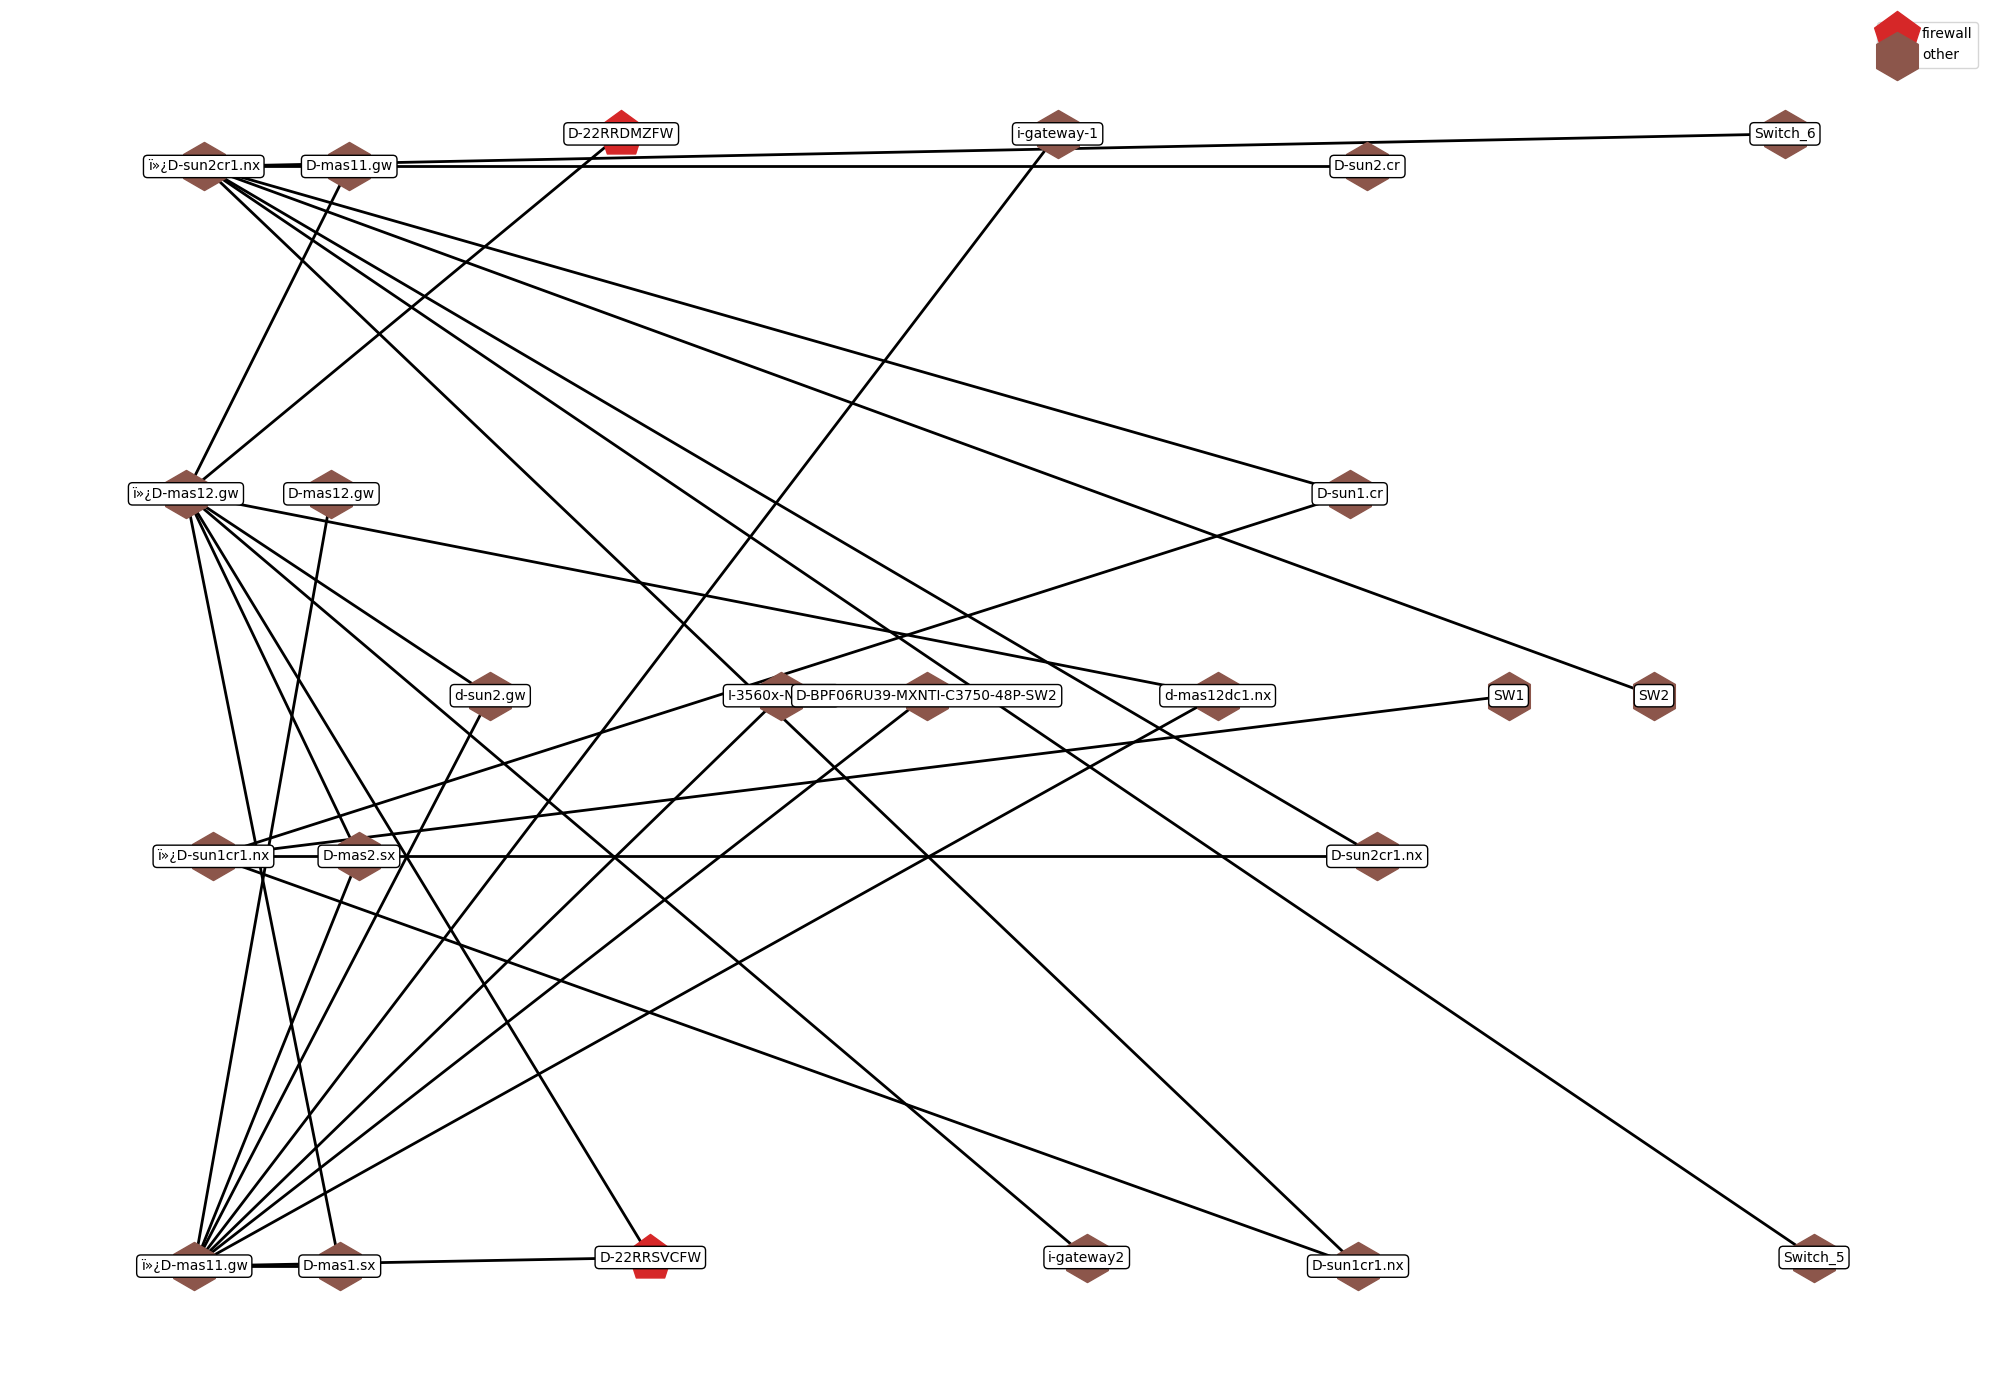 firewall
other
D-22RRDMZFW
i-gateway-1
Switch_6
ï»¿D-sun2cr1.nx
D-mas11.gw
D-sun2.cr
ï»¿D-mas12.gw
D-mas12.gw
D-sun1.cr
d-sun2.gw
I-3560x-N
D-BPF06RU39-MXNTI-C3750-48P-SW2
d-mas12dc1.nx
SW1
SW2
ï»¿D-sun1cr1.nx
D-mas2.sx
D-sun2cr1.nx
ï»¿D-mas11.gw
D-mas1.sx
D-22RRSVCFW
i-gateway2
D-sun1cr1.nx
Switch_5